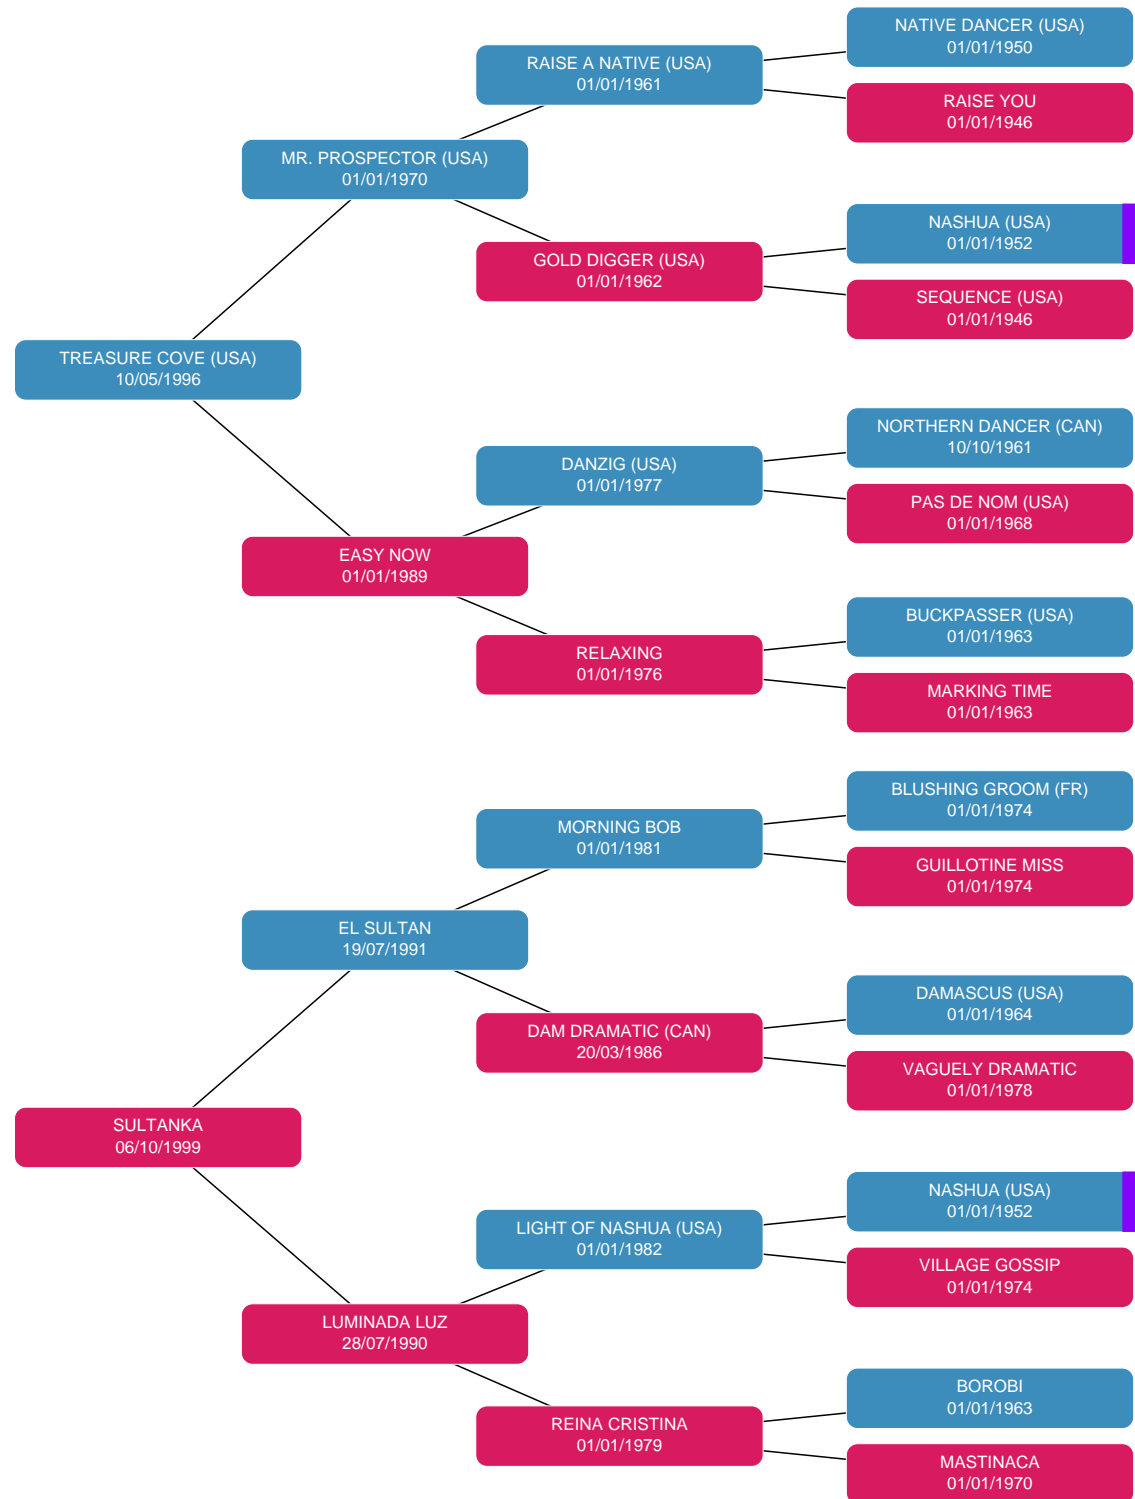 NATIVE DANCER (USA)
01/01/1950
RAISE A NATIVE (USA)
01/01/1961
RAISE YOU
01/01/1946
MR. PROSPECTOR (USA)
01/01/1970
NASHUA (USA)
01/01/1952
GOLD DIGGER (USA)
01/01/1962
SEQUENCE (USA)
01/01/1946
TREASURE COVE (USA)
10/05/1996
NORTHERN DANCER (CAN)
10/10/1961
DANZIG (USA)
01/01/1977
PAS DE NOM (USA)
01/01/1968
EASY NOW
01/01/1989
BUCKPASSER (USA)
01/01/1963
RELAXING
01/01/1976
MARKING TIME
01/01/1963
BLUSHING GROOM (FR)
01/01/1974
MORNING BOB
01/01/1981
GUILLOTINE MISS
01/01/1974
EL SULTAN
19/07/1991
DAMASCUS (USA)
01/01/1964
DAM DRAMATIC (CAN)
20/03/1986
VAGUELY DRAMATIC
01/01/1978
SULTANKA
06/10/1999
NASHUA (USA)
01/01/1952
LIGHT OF NASHUA (USA)
01/01/1982
VILLAGE GOSSIP
01/01/1974
LUMINADA LUZ
28/07/1990
BOROBI
01/01/1963
REINA CRISTINA
01/01/1979
MASTINACA
01/01/1970